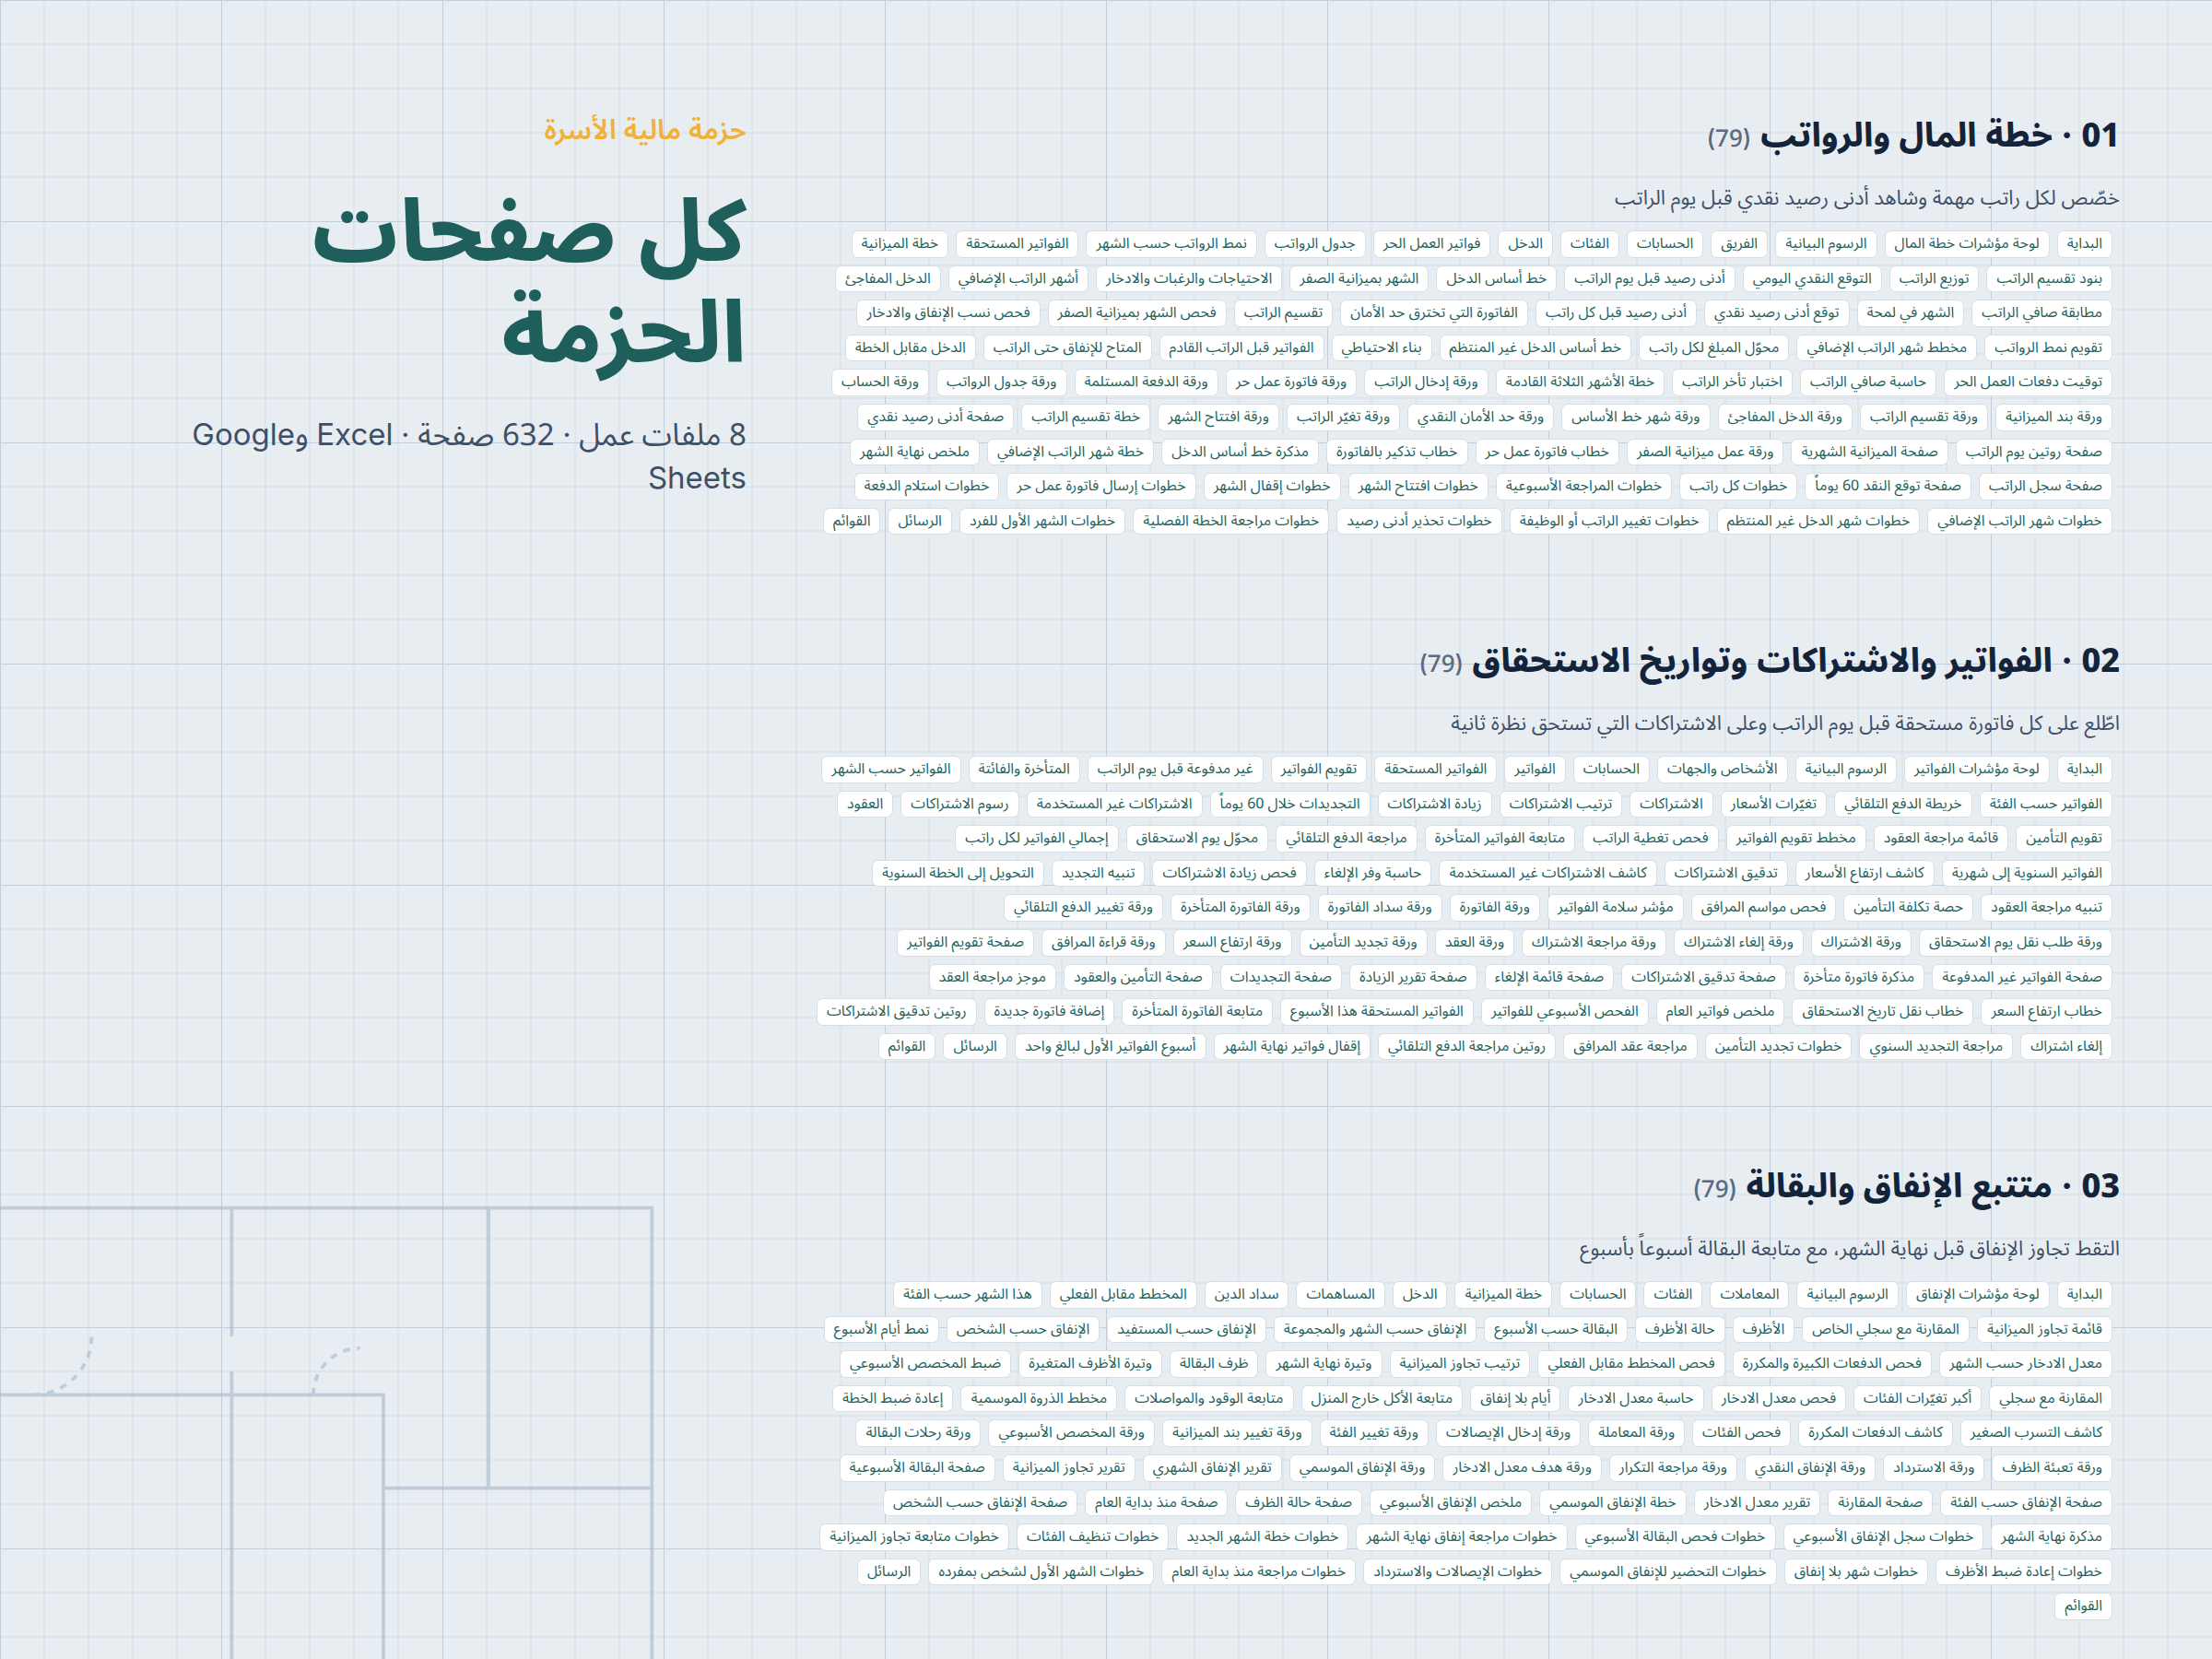 حزمة مالية الأسرة
كل صفحات
الحزمة
8 ملفات عمل · 632 صفحة · Excel وGoogle
Sheets
01 · خطة المال والرواتب (79)
خصّص لكل راتب مهمة وشاهد أدنى رصيد نقدي قبل يوم الراتب
البداية لوحة مؤشرات خطة المال الرسوم البيانية الفريق الحسابات الفئات الدخل فواتير العمل الحر جدول الرواتب نمط الرواتب حسب الشهر الفواتير المستحقة خطة الميزانية
بنود تقسيم الراتب توزيع الراتب التوقع النقدي اليومي أدنى رصيد قبل يوم الراتب خط أساس الدخل الشهر بميزانية الصفر الاحتياجات والرغبات والادخار أشهر الراتب الإضافي الدخل المفاجئ
مطابقة صافي الراتب الشهر في لمحة توقع أدنى رصيد نقدي أدنى رصيد قبل كل راتب الفاتورة التي تخترق حد الأمان تقسيم الراتب فحص الشهر بميزانية الصفر فحص نسب الإنفاق والادخار
تقويم نمط الرواتب مخطط شهر الراتب الإضافي محوّل المبلغ لكل راتب خط أساس الدخل غير المنتظم بناء الاحتياطي الفواتير قبل الراتب القادم المتاح للإنفاق حتى الراتب الدخل مقابل الخطة
توقيت دفعات العمل الحر حاسبة صافي الراتب اختبار تأخر الراتب خطة الأشهر الثلاثة القادمة ورقة إدخال الراتب ورقة فاتورة عمل حر ورقة الدفعة المستلمة ورقة جدول الرواتب ورقة الحساب
ورقة بند الميزانية ورقة تقسيم الراتب ورقة الدخل المفاجئ ورقة شهر خط الأساس ورقة حد الأمان النقدي ورقة تغيّر الراتب ورقة افتتاح الشهر خطة تقسيم الراتب صفحة أدنى رصيد نقدي
صفحة روتين يوم الراتب صفحة الميزانية الشهرية ورقة عمل ميزانية الصفر خطاب فاتورة عمل حر خطاب تذكير بالفاتورة مذكرة خط أساس الدخل خطة شهر الراتب الإضافي ملخص نهاية الشهر
صفحة سجل الراتب صفحة توقع النقد 60 يوماً خطوات كل راتب خطوات المراجعة الأسبوعية خطوات افتتاح الشهر خطوات إقفال الشهر خطوات إرسال فاتورة عمل حر خطوات استلام الدفعة
خطوات شهر الراتب الإضافي خطوات شهر الدخل غير المنتظم خطوات تغيير الراتب أو الوظيفة خطوات تحذير أدنى رصيد خطوات مراجعة الخطة الفصلية خطوات الشهر الأول للفرد الرسائل القوائم
02 · الفواتير والاشتراكات وتواريخ الاستحقاق (79)
اطّلع على كل فاتورة مستحقة قبل يوم الراتب وعلى الاشتراكات التي تستحق نظرة ثانية
البداية لوحة مؤشرات الفواتير الرسوم البيانية الأشخاص والجهات الحسابات الفواتير الفواتير المستحقة تقويم الفواتير غير مدفوعة قبل يوم الراتب المتأخرة والفائتة الفواتير حسب الشهر
الفواتير حسب الفئة خريطة الدفع التلقائي تغيّرات الأسعار الاشتراكات ترتيب الاشتراكات زيادة الاشتراكات التجديدات خلال 60 يوماً الاشتراكات غير المستخدمة رسوم الاشتراكات العقود
تقويم التأمين قائمة مراجعة العقود مخطط تقويم الفواتير فحص تغطية الراتب متابعة الفواتير المتأخرة مراجعة الدفع التلقائي محوّل يوم الاستحقاق إجمالي الفواتير لكل راتب
الفواتير السنوية إلى شهرية كاشف ارتفاع الأسعار تدقيق الاشتراكات كاشف الاشتراكات غير المستخدمة حاسبة وفر الإلغاء فحص زيادة الاشتراكات تنبيه التجديد التحويل إلى الخطة السنوية
تنبيه مراجعة العقود حصة تكلفة التأمين فحص مواسم المرافق مؤشر سلامة الفواتير ورقة الفاتورة ورقة سداد الفاتورة ورقة الفاتورة المتأخرة ورقة تغيير الدفع التلقائي
ورقة طلب نقل يوم الاستحقاق ورقة الاشتراك ورقة إلغاء الاشتراك ورقة مراجعة الاشتراك ورقة العقد ورقة تجديد التأمين ورقة ارتفاع السعر ورقة قراءة المرافق صفحة تقويم الفواتير
صفحة الفواتير غير المدفوعة مذكرة فاتورة متأخرة صفحة تدقيق الاشتراكات صفحة قائمة الإلغاء صفحة تقرير الزيادة صفحة التجديدات صفحة التأمين والعقود موجز مراجعة العقد
خطاب ارتفاع السعر خطاب نقل تاريخ الاستحقاق ملخص فواتير العام الفحص الأسبوعي للفواتير الفواتير المستحقة هذا الأسبوع متابعة الفاتورة المتأخرة إضافة فاتورة جديدة روتين تدقيق الاشتراكات
إلغاء اشتراك مراجعة التجديد السنوي خطوات تجديد التأمين مراجعة عقد المرافق روتين مراجعة الدفع التلقائي إقفال فواتير نهاية الشهر أسبوع الفواتير الأول لبالغ واحد الرسائل القوائم
03 · متتبع الإنفاق والبقالة (79)
التقط تجاوز الإنفاق قبل نهاية الشهر، مع متابعة البقالة أسبوعاً بأسبوع
البداية لوحة مؤشرات الإنفاق الرسوم البيانية المعاملات الفئات الحسابات خطة الميزانية الدخل المساهمات سداد الدين المخطط مقابل الفعلي هذا الشهر حسب الفئة
قائمة تجاوز الميزانية المقارنة مع سجلي الخاص الأظرف حالة الأظرف البقالة حسب الأسبوع الإنفاق حسب الشهر والمجموعة الإنفاق حسب المستفيد الإنفاق حسب الشخص نمط أيام الأسبوع
معدل الادخار حسب الشهر فحص الدفعات الكبيرة والمكررة فحص المخطط مقابل الفعلي ترتيب تجاوز الميزانية وتيرة نهاية الشهر ظرف البقالة وتيرة الأظرف المتغيرة ضبط المخصص الأسبوعي
المقارنة مع سجلي أكبر تغيّرات الفئات فحص معدل الادخار حاسبة معدل الادخار أيام بلا إنفاق متابعة الأكل خارج المنزل متابعة الوقود والمواصلات مخطط الذروة الموسمية إعادة ضبط الخطة
كاشف التسرب الصغير كاشف الدفعات المكررة فحص الفئات ورقة المعاملة ورقة إدخال الإيصالات ورقة تغيير الفئة ورقة تغيير بند الميزانية ورقة المخصص الأسبوعي ورقة رحلات البقالة
ورقة تعبئة الظرف ورقة الاسترداد ورقة الإنفاق النقدي ورقة مراجعة التكرار ورقة هدف معدل الادخار ورقة الإنفاق الموسمي تقرير الإنفاق الشهري تقرير تجاوز الميزانية صفحة البقالة الأسبوعية
صفحة الإنفاق حسب الفئة صفحة المقارنة تقرير معدل الادخار خطة الإنفاق الموسمي ملخص الإنفاق الأسبوعي صفحة حالة الظرف صفحة منذ بداية العام صفحة الإنفاق حسب الشخص
مذكرة نهاية الشهر خطوات سجل الإنفاق الأسبوعي خطوات فحص البقالة الأسبوعي خطوات مراجعة إنفاق نهاية الشهر خطوات خطة الشهر الجديد خطوات تنظيف الفئات خطوات متابعة تجاوز الميزانية
خطوات إعادة ضبط الأظرف خطوات شهر بلا إنفاق خطوات التحضير للإنفاق الموسمي خطوات الإيصالات والاسترداد خطوات مراجعة منذ بداية العام خطوات الشهر الأول لشخص بمفرده الرسائل
القوائم